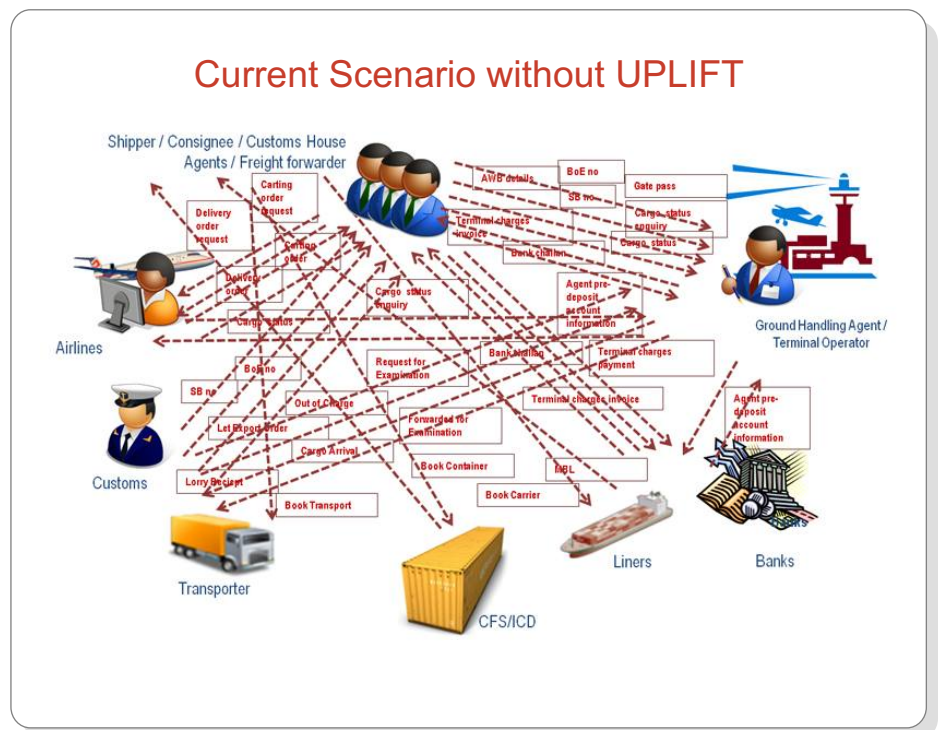 Current Scenario without UPLIFT
Shipper / Consignee / Customs House
Agents / Freight forwarder
Carting
order
request
Delivery
order
request
Carting
order
Delivery
order
Cargo status
AWB details
BoE no
SB no
Gate pass
Cargo status
enquiry
Cargo status
Terminal charges
invoice
Bank challan
Cargo status
enquiry
Agent pre-
deposit
account
information
Airlines
Ground Handling Agent /
Terminal Operator
BoE no
SB no
Request for
Examination
Bank challan
Terminal charges
payment
Out of Charge
Terminal charges invoice
Agent pre-
deposit
account
information
Let Export Order
Forwarded for
Examination
Cargo Arrival
Customs
Lorry Reciept
Book Container
MBL
Book Transport
Book Carrier
Transporter
CFS/ICD
Liners
Banks